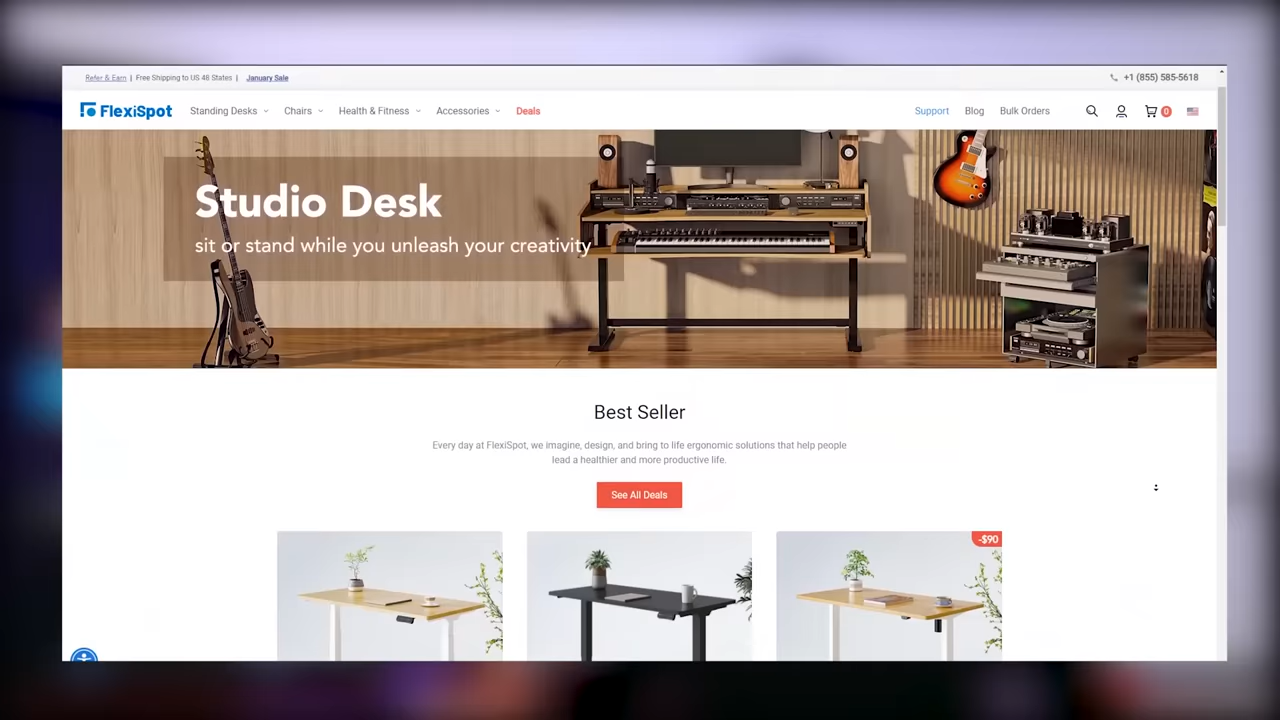 Refer & Earn | Free Shipping to US 48 States | January Sale
+1 (855) 585-5618
FlexiSpot
Standing Desks
Chairs
Health & Fitness
Accessories
Deals
Support
Blog
Bulk Orders
0
Studio Desk
sit or stand while you unleash your creativity
Best Seller
Every day at FlexiSpot, we imagine, design, and bring to life ergonomic solutions that help people
lead a healthier and more productive life.
See All Deals
-$90